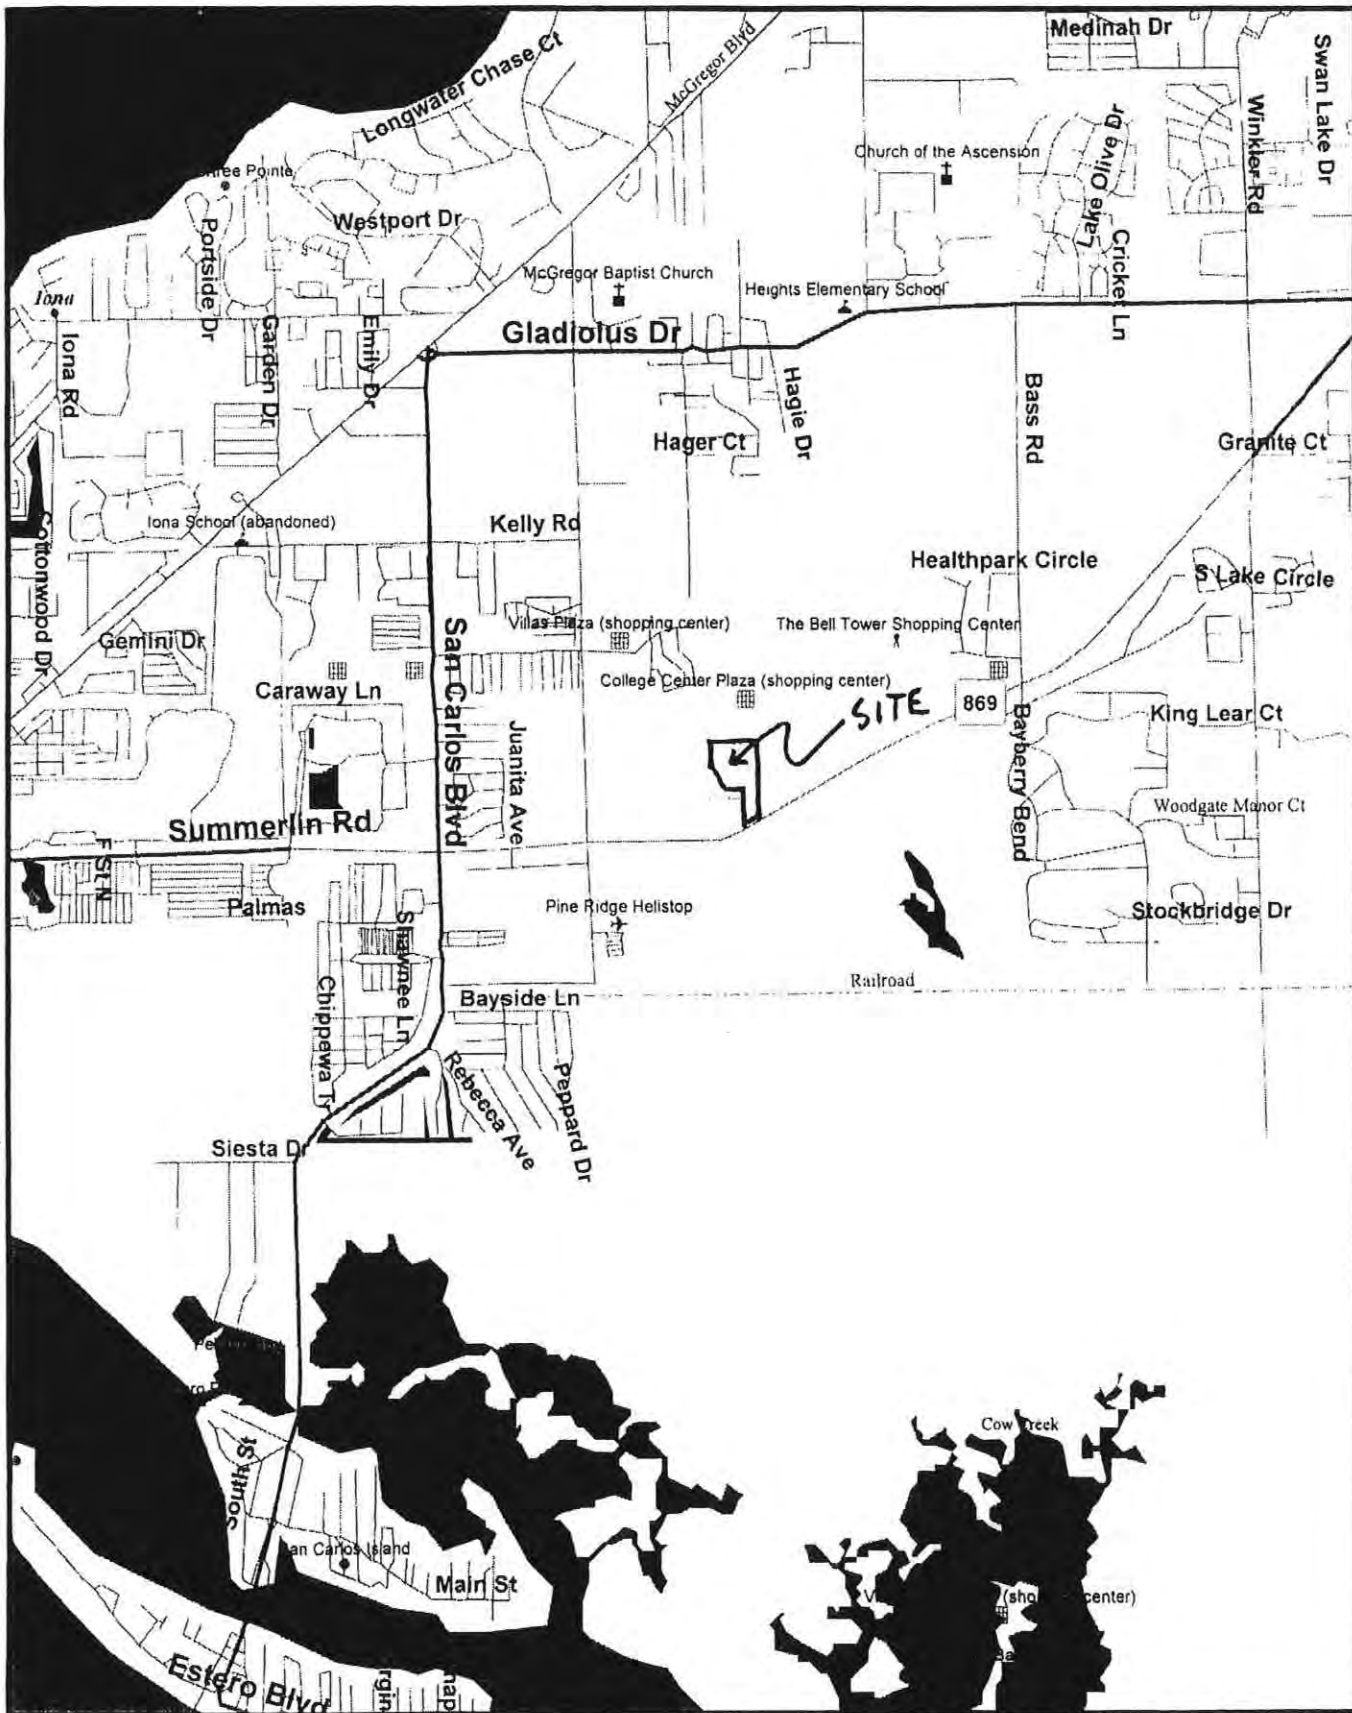 Medinah Dr
Swan Lake Dr
Longwater Chase Ct
McGregor Blvd
Winkler Rd
Lake Olive Dr
Church of the Ascension
Pointe
Westport Dr
Portside Dr
Cricket Ln
McGregor Baptist Church
Heights Elementary School
Iona
Gladiolus Dr
Iona Rd
Garden Dr
Emily Dr
Hagie Dr
Bass Rd
Hager Ct
Granite Ct
Iona School (abandoned)
Kelly Rd
Cottonwood Dr
Healthpark Circle
S Lake Circle
Villas Plaza (shopping center)
The Bell Tower Shopping Center
Gemini Dr
San Carlos Blvd
Caraway Ln
College Center Plaza (shopping center)
869
SITE
King Lear Ct
Juanita Ave
Bayberry Bend
Woodgate Manor Ct
Summerlin Rd
F St N
Palmas
Shawnee Ln
Pine Ridge Helistop
Stockbridge Dr
Railroad
Chippewa Tr
Bayside Ln
Rebecca Ave
Peppard Dr
Siesta Dr
Cow Creek
South St
San Carlos Island
Main St
center)
Estero Blvd